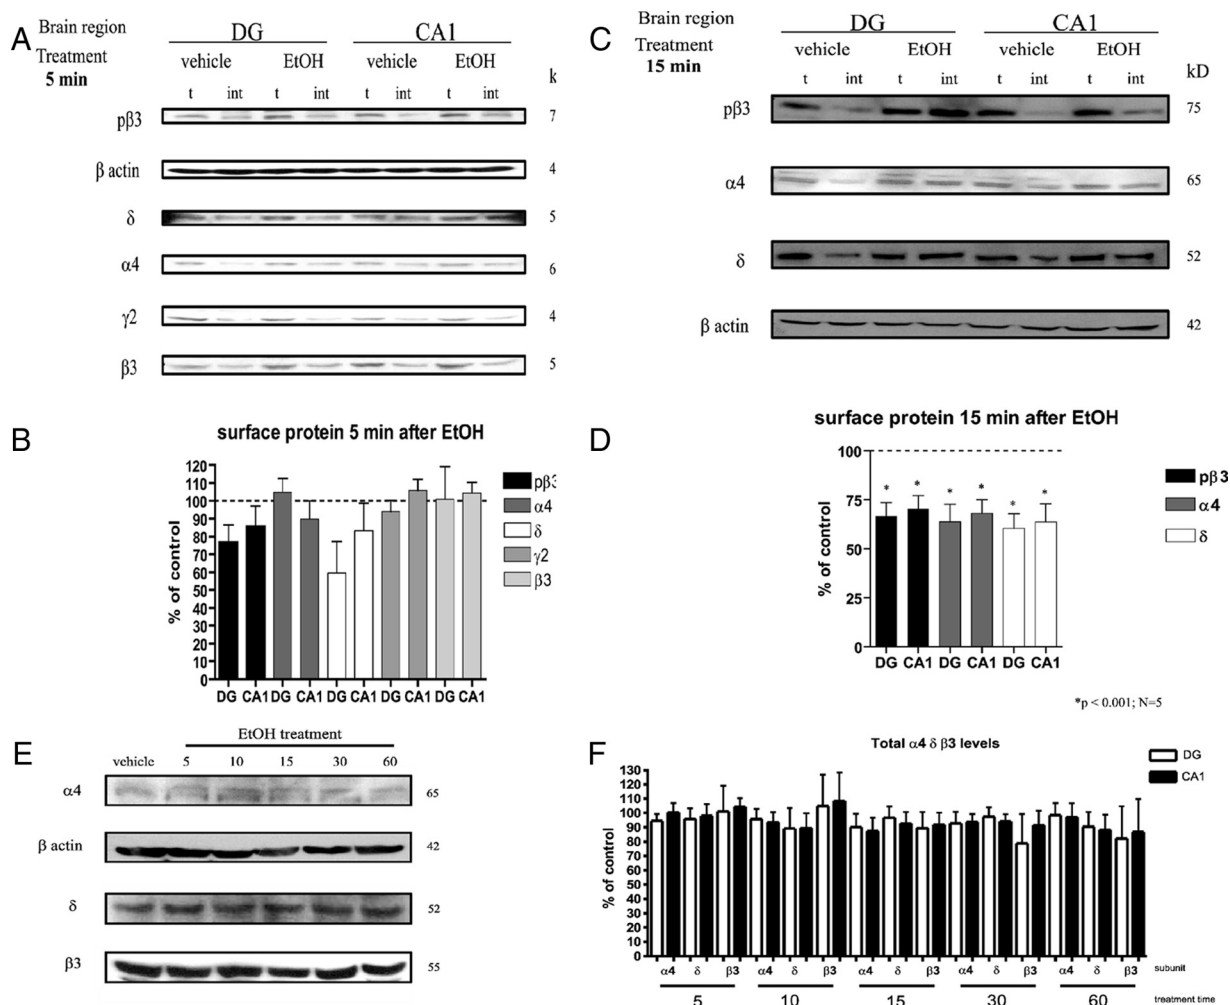 A
Brain region
DG CA1
Treatment
5 min
vehicle EtOH vehicle EtOH
t int t int t int t int
k
pβ3 7
β actin 4
δ 5
α4 6
γ2 4
β3 5
C
Brain region
DG CA1
Treatment
15 min
vehicle EtOH vehicle EtOH
t int t int t int t int
kD
pβ3 75
α4 65
δ 52
β actin 42
B
surface protein 5 min after EtOH
% of control
120
110
100
90
80
70
60
50
40
30
20
10
0
DG CA1 DG CA1 DG CA1 DG CA1 DG CA1
pβ3
α4
δ
γ2
β3
D
surface protein 15 min after EtOH
% of control
100
75
50
25
0
* * * * * *
DG CA1 DG CA1 DG CA1
pβ3
α4
δ
*p < 0.001; N=5
E
EtOH treatment
vehicle 5 10 15 30 60
α4 65
β actin 42
δ 52
β3 55
F
Total α4 δ β3 levels
DG
CA1
% of control
130
120
110
100
90
80
70
60
50
40
30
20
10
0
α4 δ β3 α4 δ β3 α4 δ β3 α4 δ β3 α4 δ β3 subunit
5 10 15 30 60 treatment time